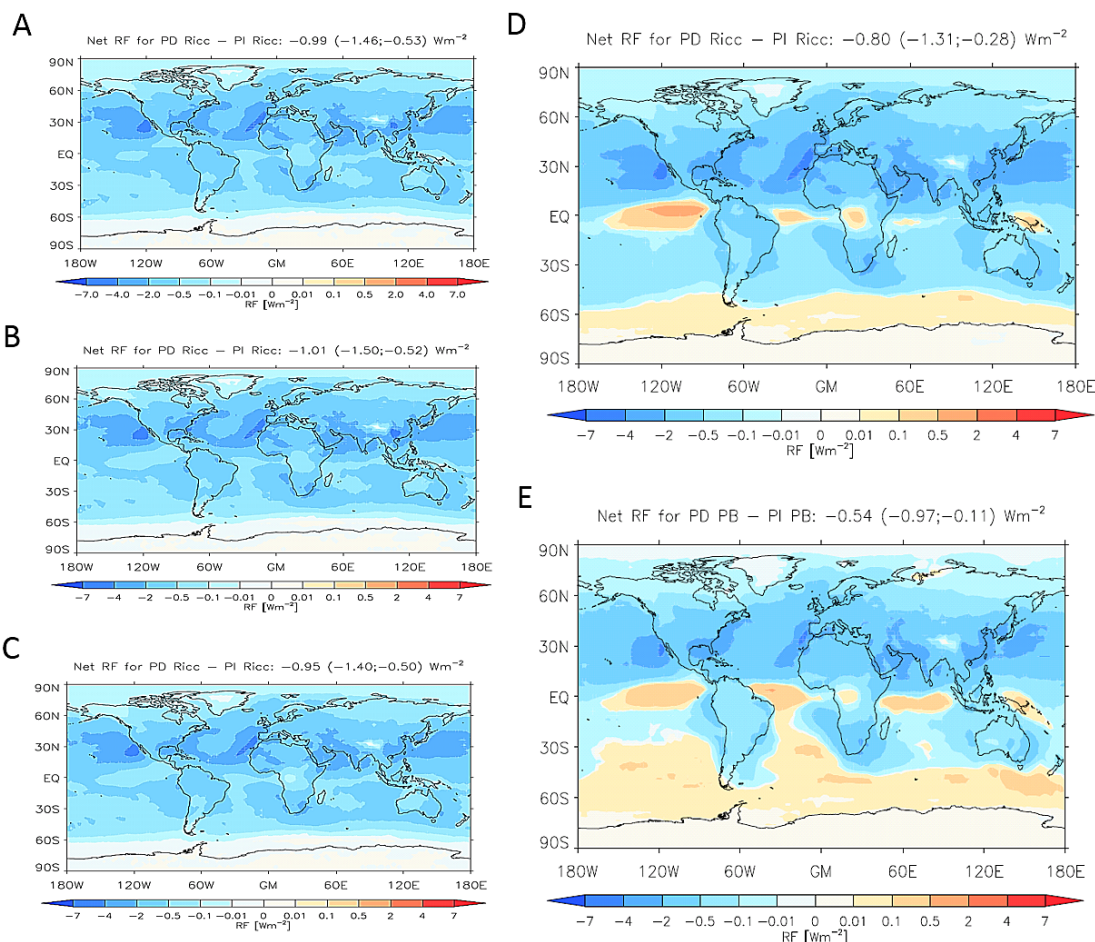 A
Net RF for PD Ricc − PI Ricc: −0.99 (−1.46;−0.53) Wm−2
90N
60N
30N
EQ
30S
60S
90S
180W 120W 60W GM 60E 120E 180E
−7.0 −4.0 −2.0 −0.5 −0.1 −0.01 0 0.01 0.1 0.5 2.0 4.0 7.0
RF [Wm−2]
B
Net RF for PD Ricc − PI Ricc: −1.01 (−1.50;−0.52) Wm−2
90N
60N
30N
EQ
30S
60S
90S
180W 120W 60W GM 60E 120E 180E
−7 −4 −2 −0.5 −0.1 −0.01 0 0.01 0.1 0.5 2 4 7
RF [Wm−2]
C
Net RF for PD Ricc − PI Ricc: −0.95 (−1.40;−0.50) Wm−2
90N
60N
30N
EQ
30S
60S
90S
180W 120W 60W GM 60E 120E 180E
−7 −4 −2 −0.5 −0.1 −0.01 0 0.01 0.1 0.5 2 4 7
RF [Wm−2]
D
Net RF for PD Ricc − PI Ricc: −0.80 (−1.31;−0.28) Wm−2
90N
60N
30N
EQ
30S
60S
90S
180W 120W 60W GM 60E 120E 180E
−7 −4 −2 −0.5 −0.1 −0.01 0 0.01 0.1 0.5 2 4 7
RF [Wm−2]
E
Net RF for PD PB − PI PB: −0.54 (−0.97;−0.11) Wm−2
90N
60N
30N
EQ
30S
60S
90S
180W 120W 60W GM 60E 120E 180E
−7 −4 −2 −0.5 −0.1 −0.01 0 0.01 0.1 0.5 2 4 7
RF [Wm−2]